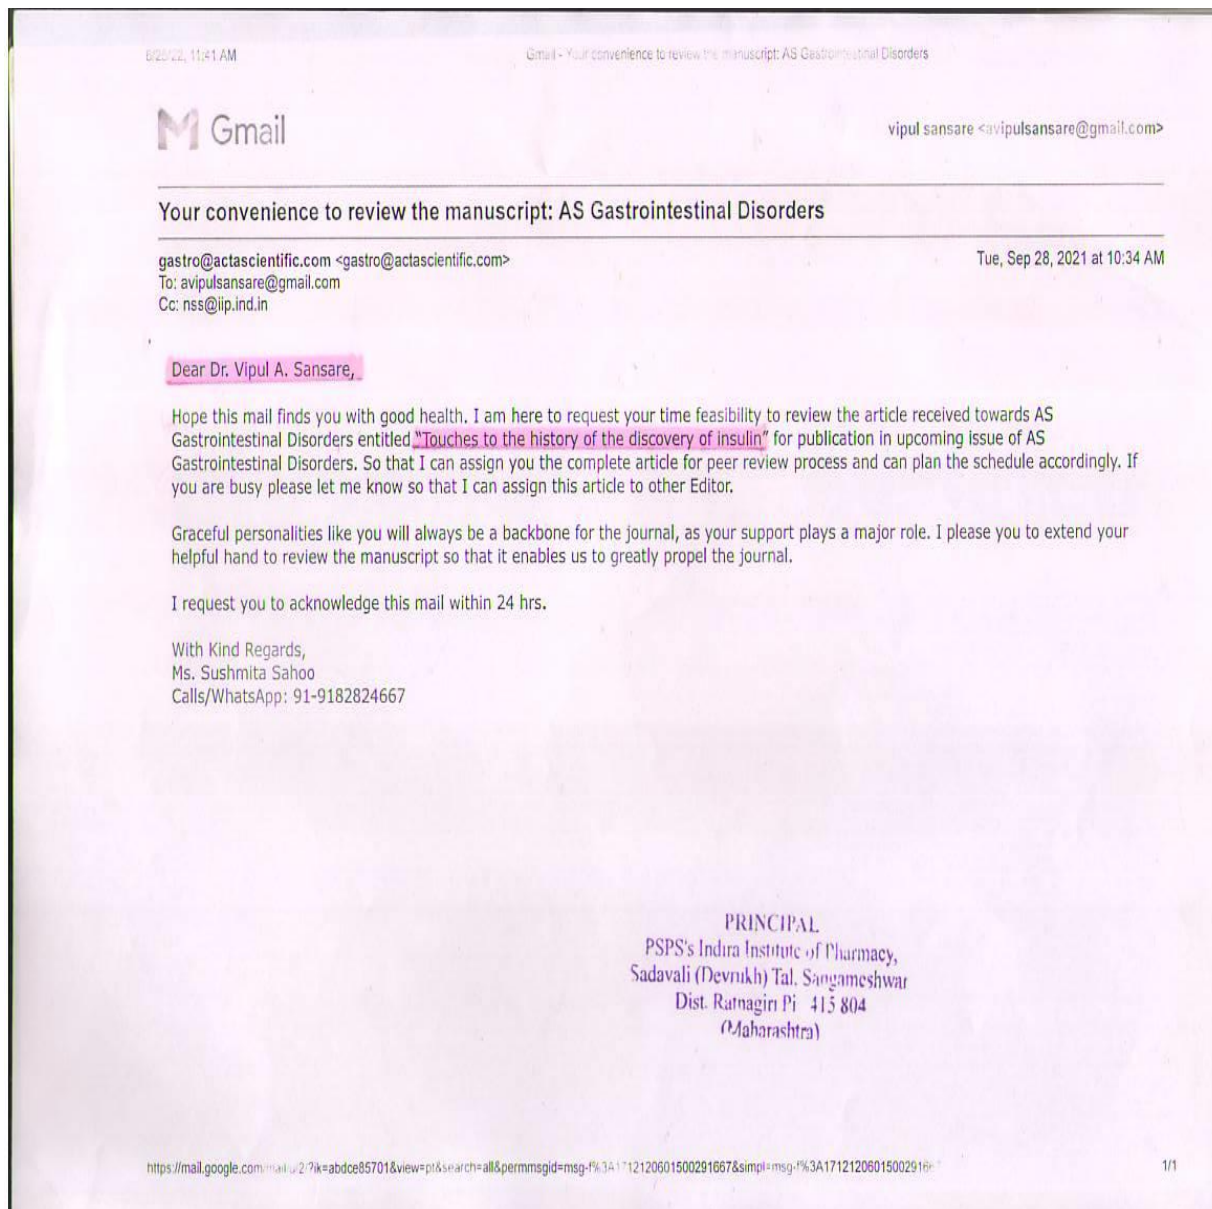 11:41 AM
Gmail - Your convenience to review the manuscript: AS Gastrointestinal Disorders
Gmail
vipul sansare <avipulsansare@gmail.com>
Your convenience to review the manuscript: AS Gastrointestinal Disorders
gastro@actascientific.com <gastro@actascientific.com>
Tue, Sep 28, 2021 at 10:34 AM
To: avipulsansare@gmail.com
Cc: nss@iip.ind.in
Dear Dr. Vipul A. Sansare,
Hope this mail finds you with good health. I am here to request your time feasibility to review the article received towards AS
Gastrointestinal Disorders entitled "Touches to the history of the discovery of insulin" for publication in upcoming issue of AS
Gastrointestinal Disorders. So that I can assign you the complete article for peer review process and can plan the schedule accordingly. If
you are busy please let me know so that I can assign this article to other Editor.
Graceful personalities like you will always be a backbone for the journal, as your support plays a major role. I please you to extend your
helpful hand to review the manuscript so that it enables us to greatly propel the journal.
I request you to acknowledge this mail within 24 hrs.
With Kind Regards,
Ms. Sushmita Sahoo
Calls/WhatsApp: 91-9182824667
PRINCIPAL
PSPS's Indira Institute of Pharmacy,
Sadavali (Devrukh) Tal. Sangameshwar
Dist. Ratnagiri Pi 415 804
(Maharashtra)
1/1